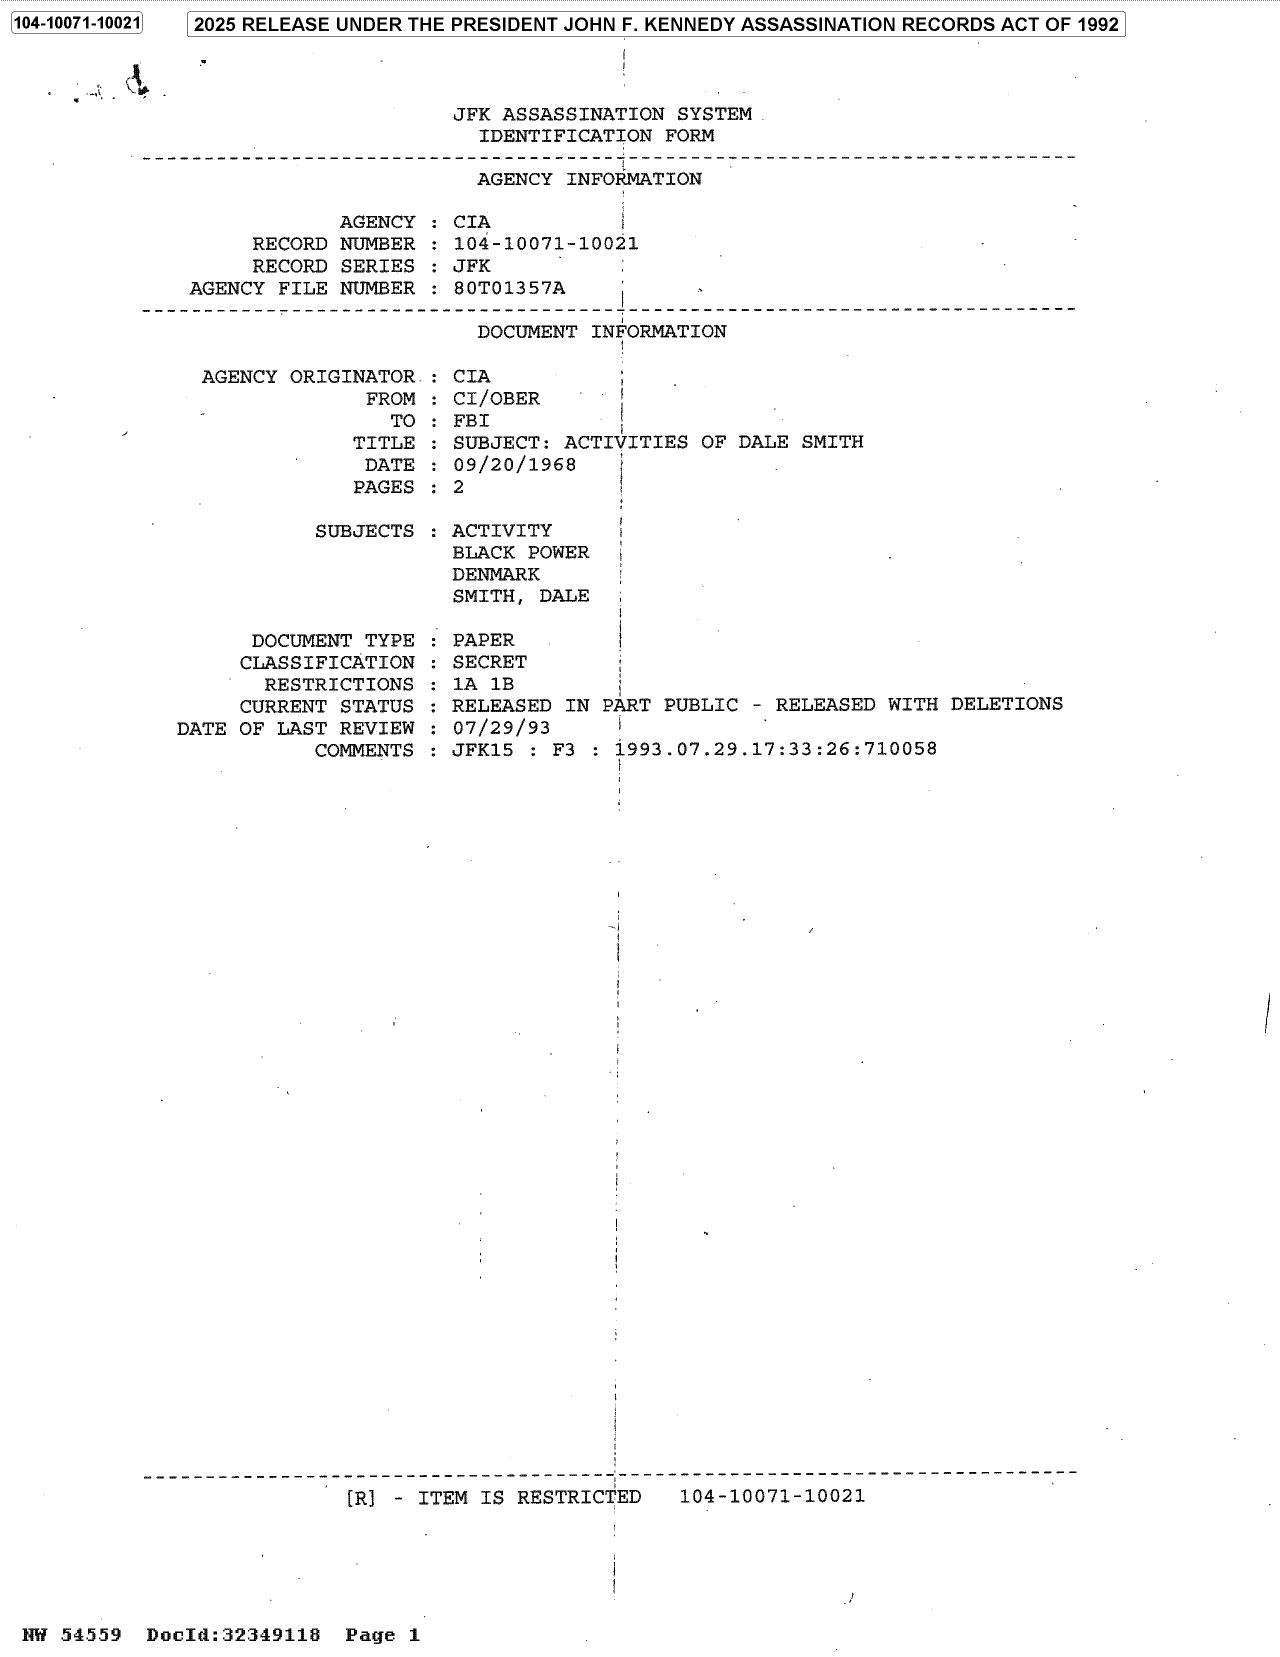 104-10071-10021
2025 RELEASE UNDER THE PRESIDENT JOHN F. KENNEDY ASSASSINATION RECORDS ACT OF 1992
JFK ASSASSINATION SYSTEM
IDENTIFICATION FORM
AGENCY INFORMATION
AGENCY : CIA
RECORD NUMBER : 104-10071-10021
RECORD SERIES : JFK
AGENCY FILE NUMBER : 80T01357A
DOCUMENT INFORMATION
AGENCY ORIGINATOR : CIA
FROM : CI/OBER
TO : FBI
TITLE : SUBJECT: ACTIVITIES OF DALE SMITH
DATE : 09/20/1968
PAGES : 2
SUBJECTS : ACTIVITY
BLACK POWER
DENMARK
SMITH, DALE
DOCUMENT TYPE : PAPER
CLASSIFICATION : SECRET
RESTRICTIONS : 1A 1B
CURRENT STATUS : RELEASED IN PART PUBLIC - RELEASED WITH DELETIONS
DATE OF LAST REVIEW : 07/29/93
COMMENTS : JFK15 : F3 : 1993.07.29.17:33:26:710058
[R] - ITEM IS RESTRICTED 104-10071-10021
NW 54559 DocId:32349118 Page 1